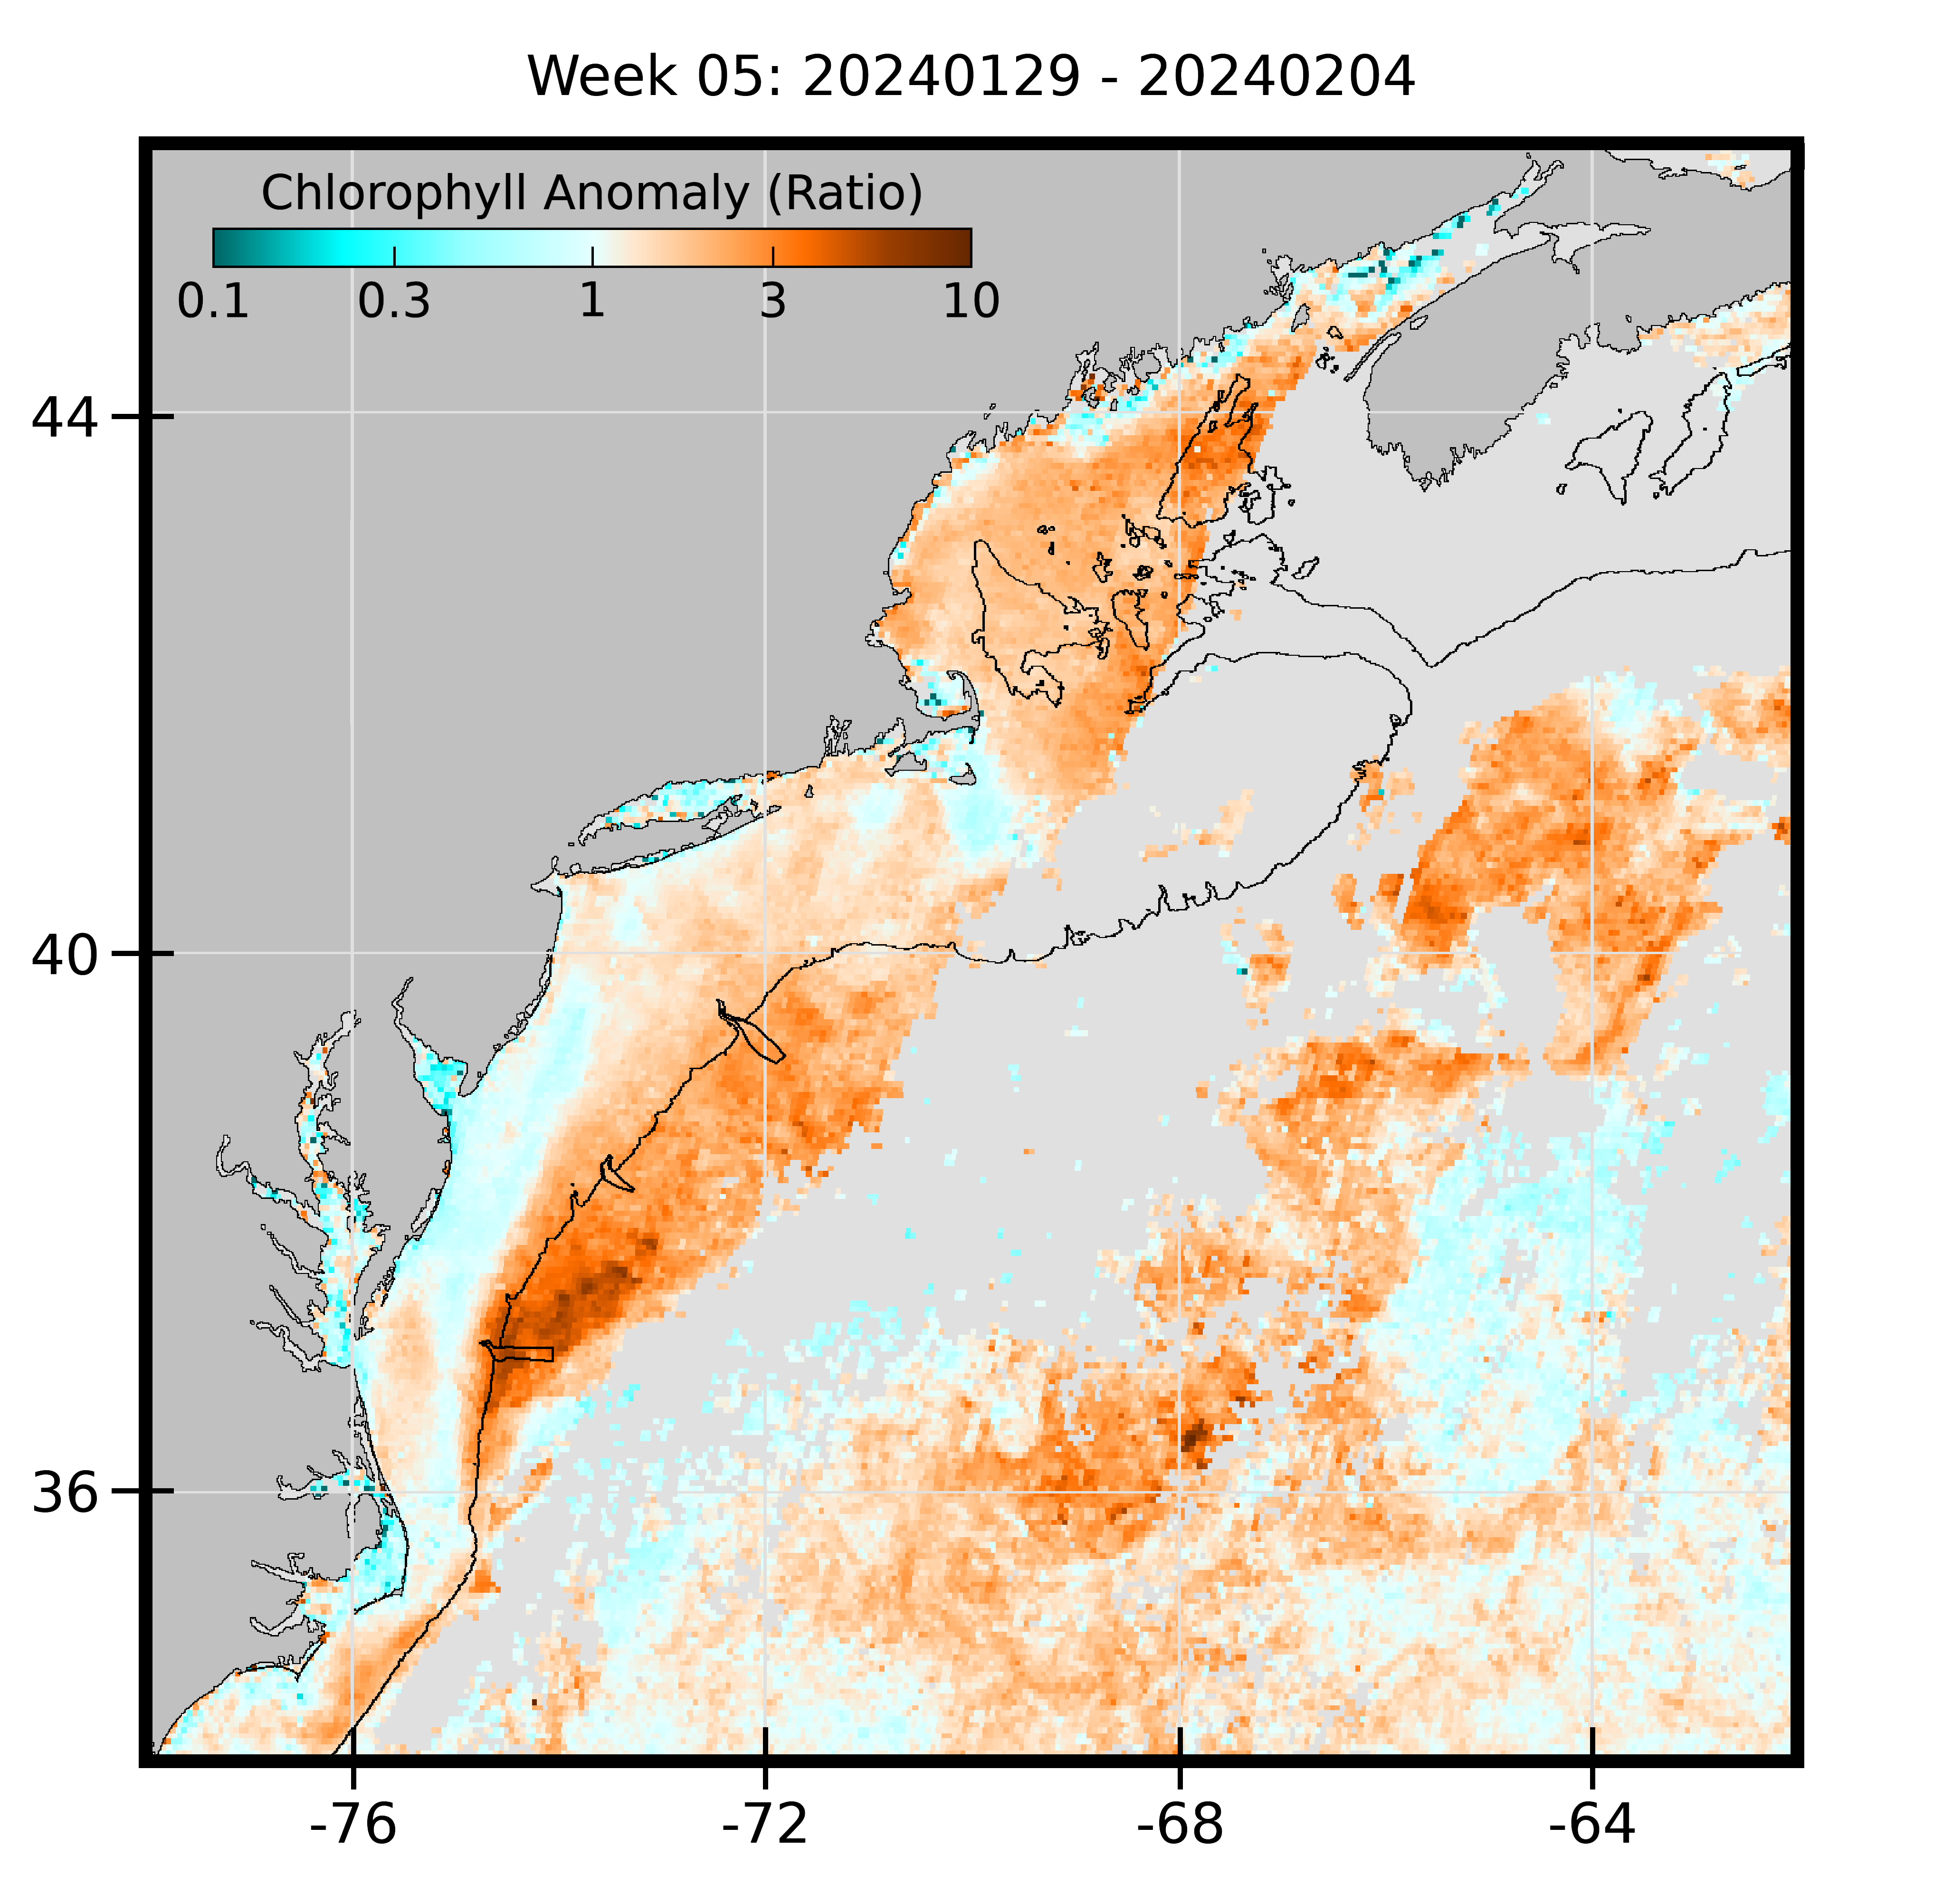 Week 05: 20240129 - 20240204
Chlorophyll Anomaly (Ratio)
0.1 0.3 1 3 10
44
40
36
-76 -72 -68 -64